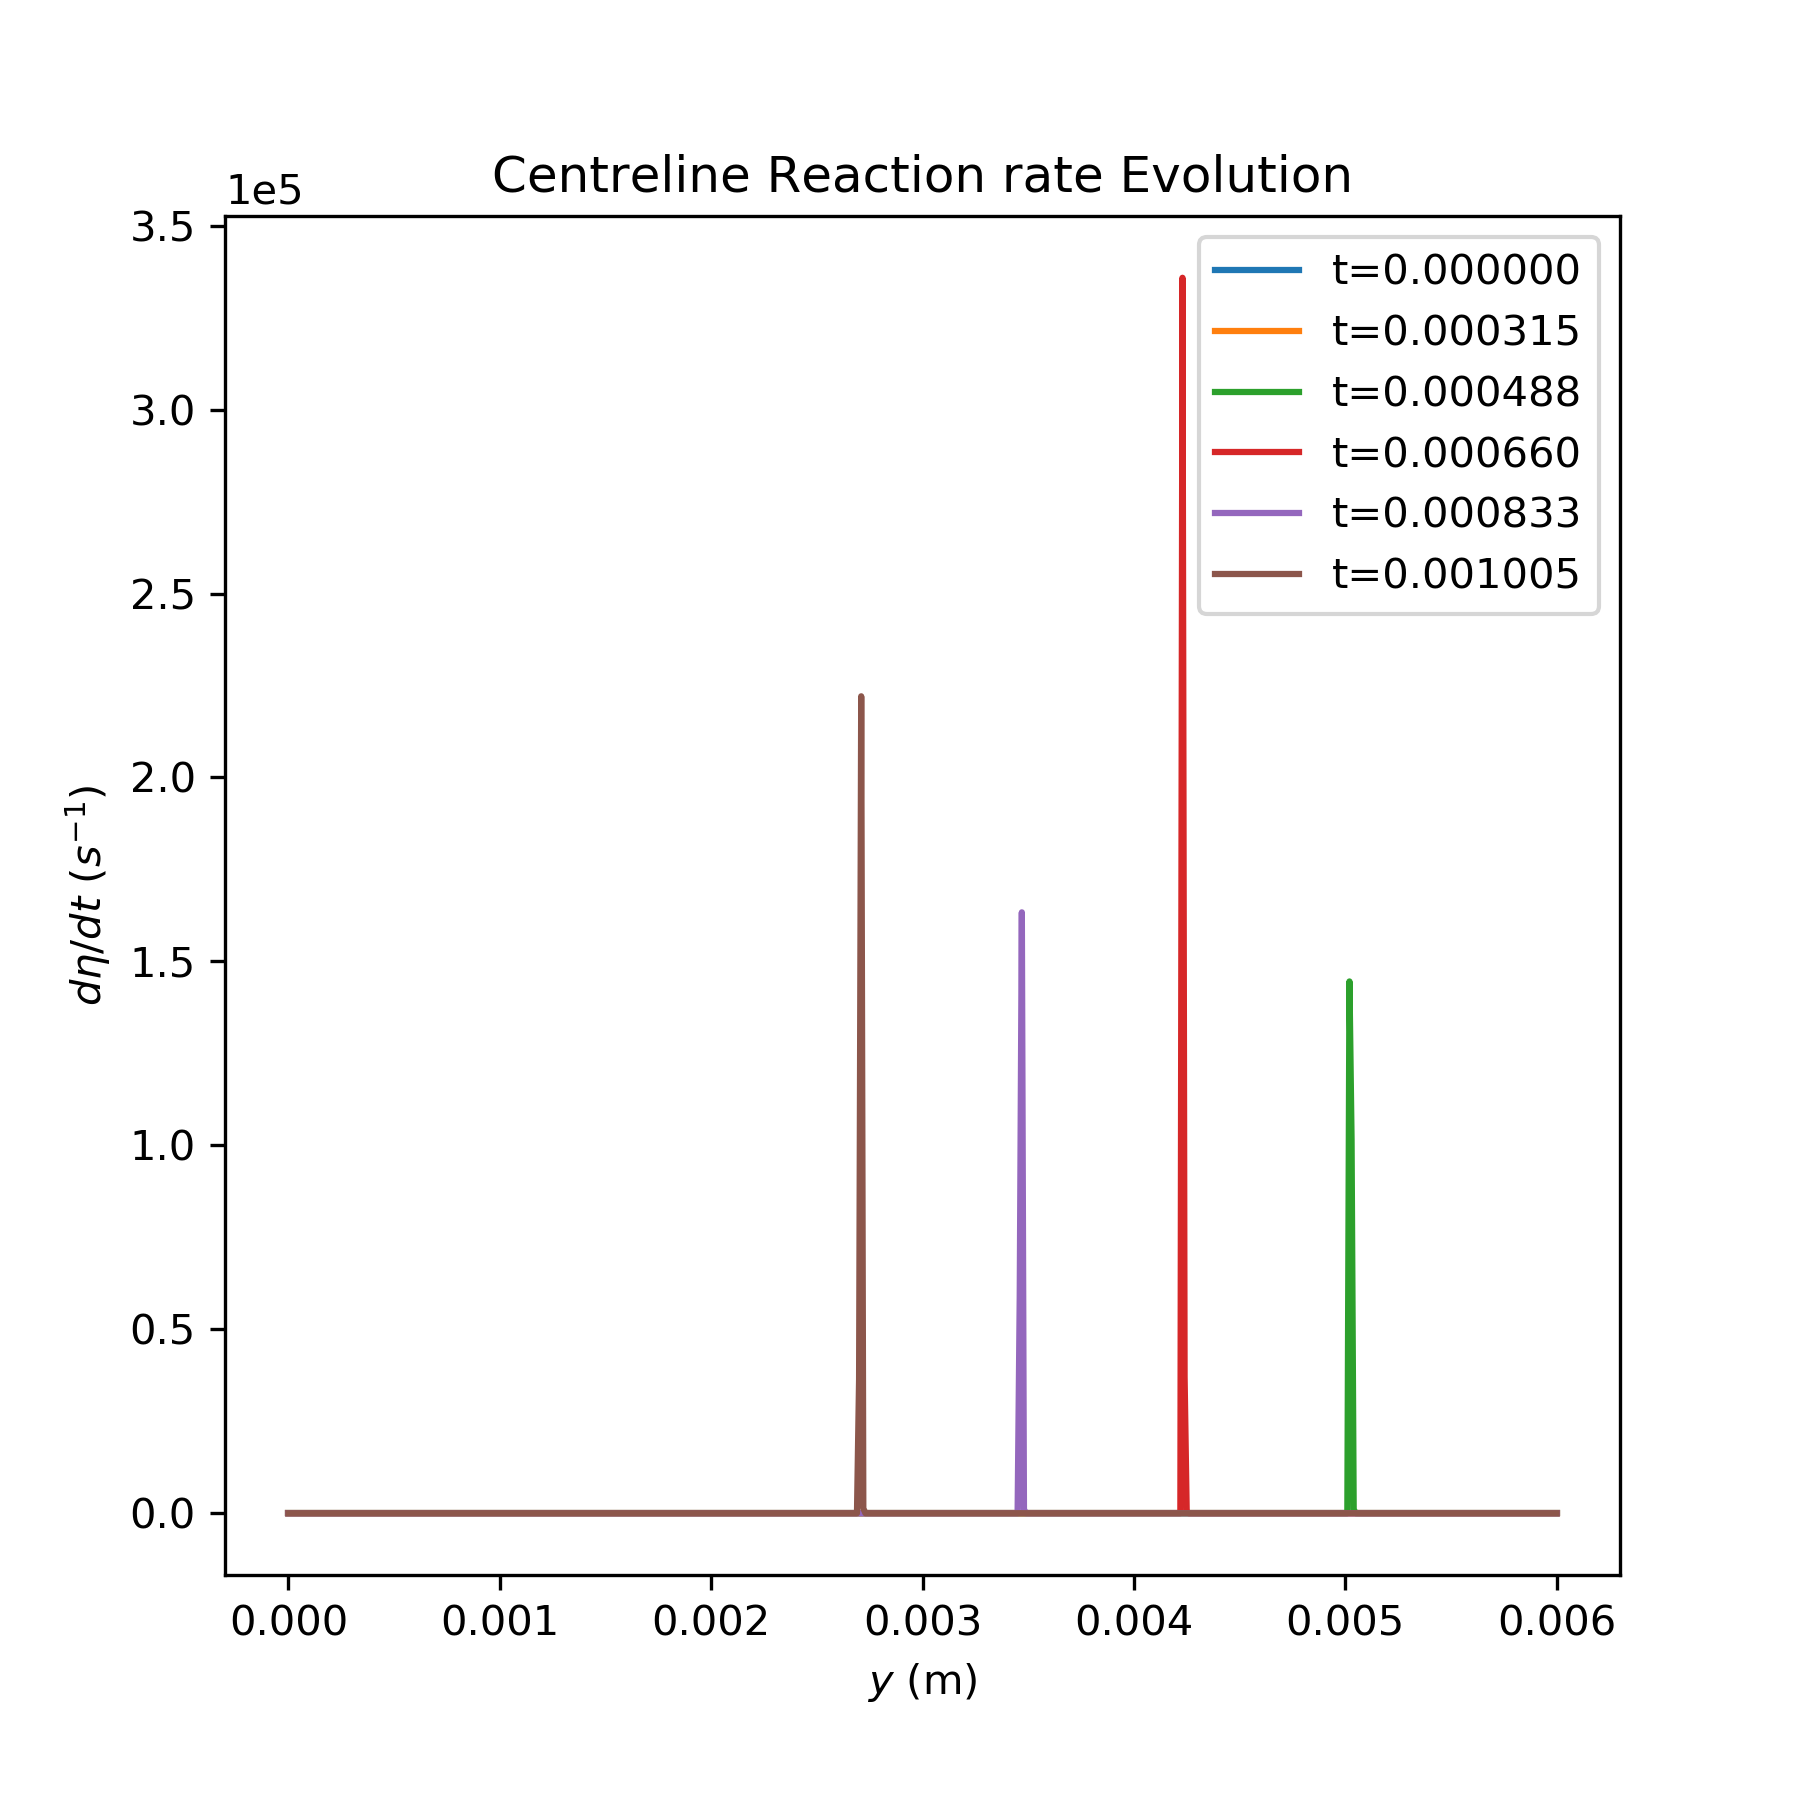 Centreline Reaction rate Evolution
1e5
3.5
3.0
2.5
2.0
1.5
1.0
0.5
0.0
dη/dt (s⁻¹)
t=0.000000
t=0.000315
t=0.000488
t=0.000660
t=0.000833
t=0.001005
0.000 0.001 0.002 0.003 0.004 0.005 0.006
y (m)